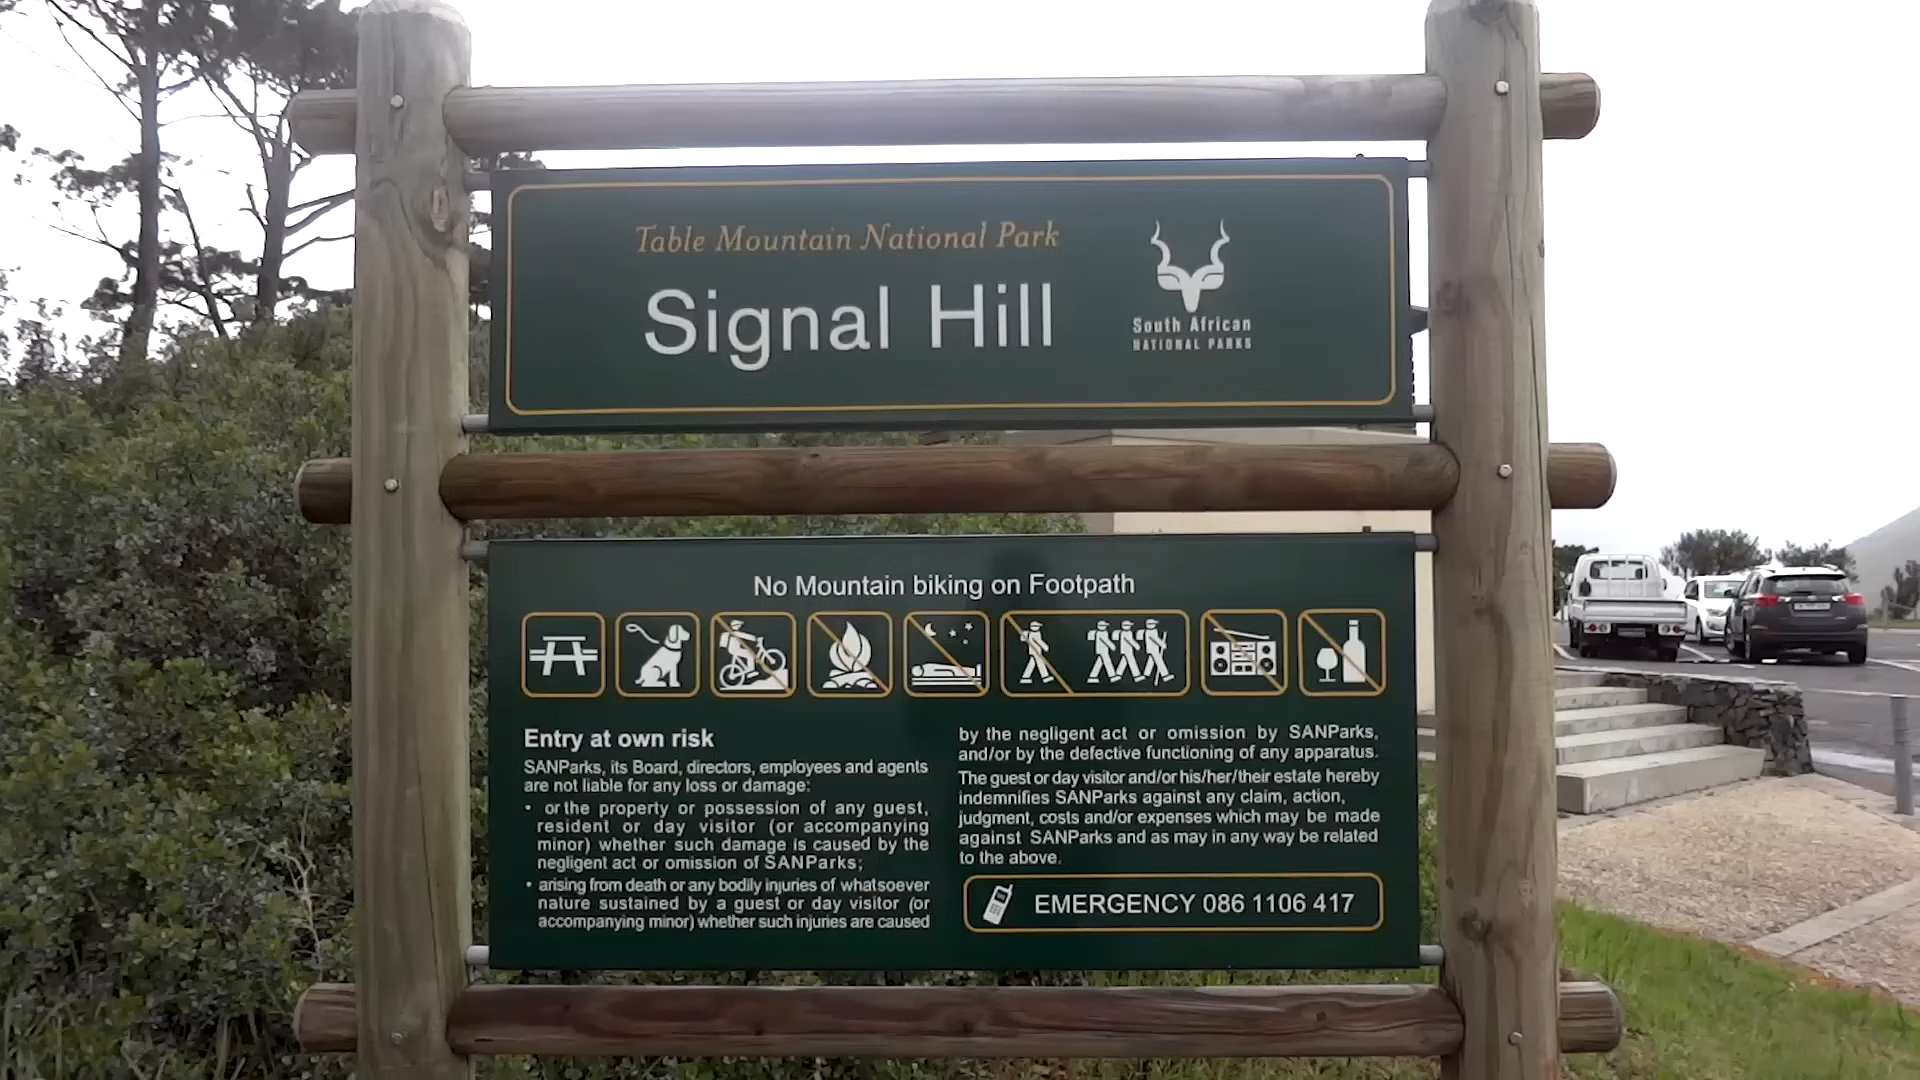 Table Mountain National Park
Signal Hill
South African
NATIONAL PARKS
No Mountain biking on Footpath
Entry at own risk
SANParks, its Board, directors, employees and agents
are not liable for any loss or damage:
• or the property or possession of any guest,
resident or day visitor (or accompanying
minor) whether such damage is caused by the
negligent act or omission of SANParks;
• arising from death or any bodily injuries of whatsoever
nature sustained by a guest or day visitor (or
accompanying minor) whether such injuries are caused
by the negligent act or omission by SANParks,
and/or by the defective functioning of any apparatus.
The guest or day visitor and/or his/her/their estate hereby
indemnifies SANParks against any claim, action,
judgment, costs and/or expenses which may be made
against SANParks and as may in any way be related
to the above.
EMERGENCY 086 1106 417